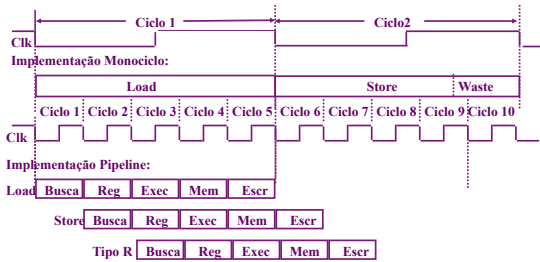 Ciclo 1 Ciclo2
Clk
Implementação Monociclo:
Load Store Waste
Ciclo 1 Ciclo 2 Ciclo 3 Ciclo 4 Ciclo 5 Ciclo 6 Ciclo 7 Ciclo 8 Ciclo 9 Ciclo 10
Clk
Implementação Pipeline:
Load Busca Reg Exec Mem Escr
Store Busca Reg Exec Mem Escr
Tipo R Busca Reg Exec Mem Escr